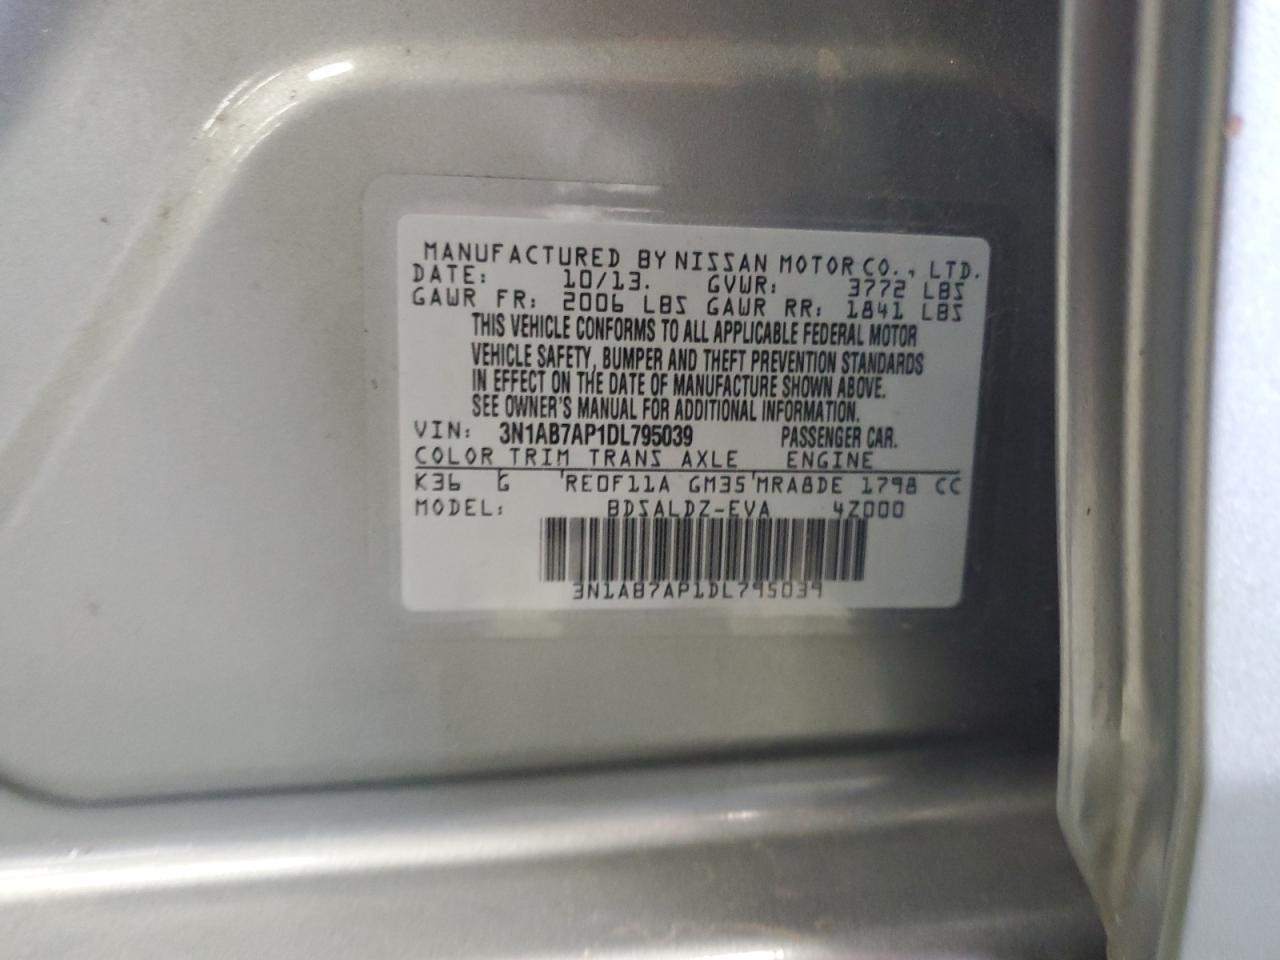 MANUFACTURED BY NISSAN MOTOR CO., LTD.
DATE: 10/13. GVWR: 3772 LBS
GAWR FR: 2006 LBS GAWR RR: 1841 LBS
THIS VEHICLE CONFORMS TO ALL APPLICABLE FEDERAL MOTOR
VEHICLE SAFETY, BUMPER AND THEFT PREVENTION STANDARDS
IN EFFECT ON THE DATE OF MANUFACTURE SHOWN ABOVE.
SEE OWNER'S MANUAL FOR ADDITIONAL INFORMATION.
VIN: 3N1AB7AP1DL795039 PASSENGER CAR.
COLOR TRIM TRANS AXLE ENGINE
K36 G RE0F11A GM35 MRA8DE 1798 CC
MODEL: BDSALDZ-EVA 4Z000
3N1AB7AP1DL795039